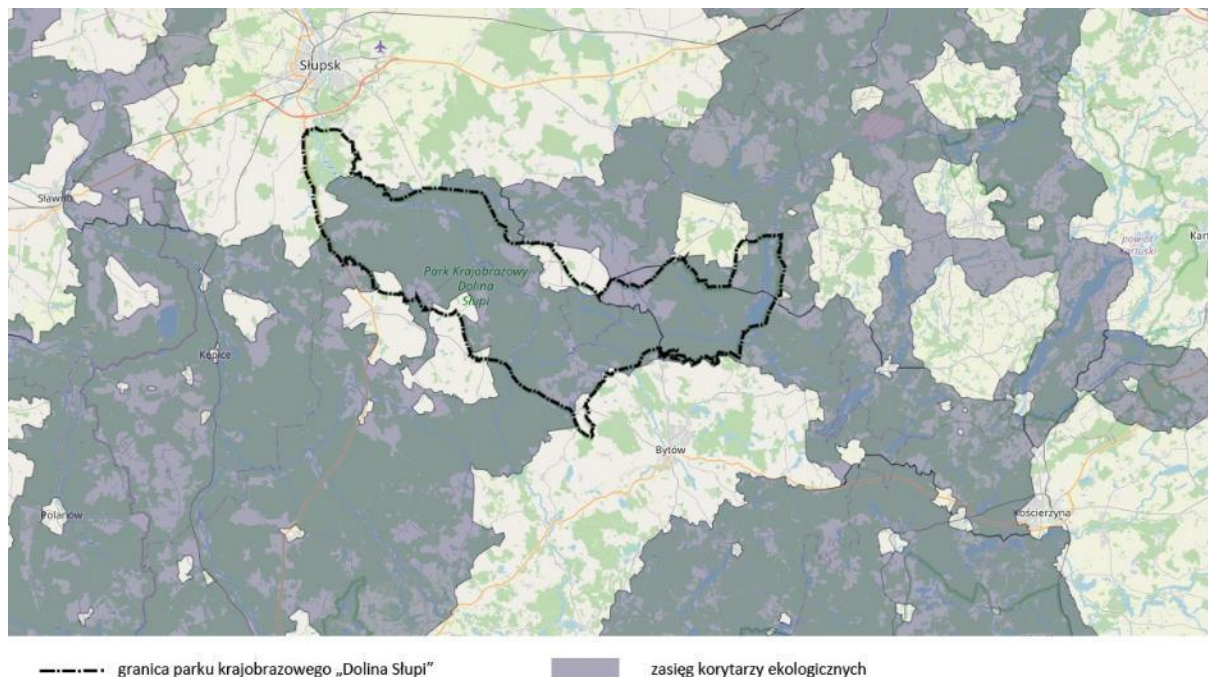 Słupsk
Sławno
Park Krajobrazowy
Dolina
Słupi
powiat
Kartuski
Kępice
Bytów
Polanów
Kościerzyna
granica parku krajobrazowego „Dolina Słupi”
zasięg korytarzy ekologicznych